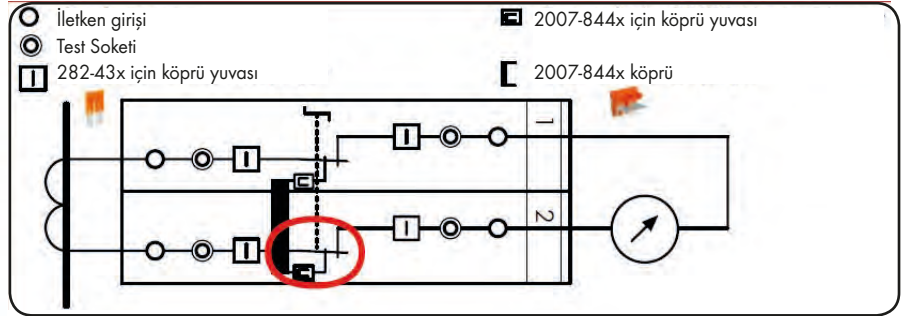 İletken girişi
Test Soketi
282-43x için köprü yuvası
2007-844x için köprü yuvası
2007-844x köprü
1
2